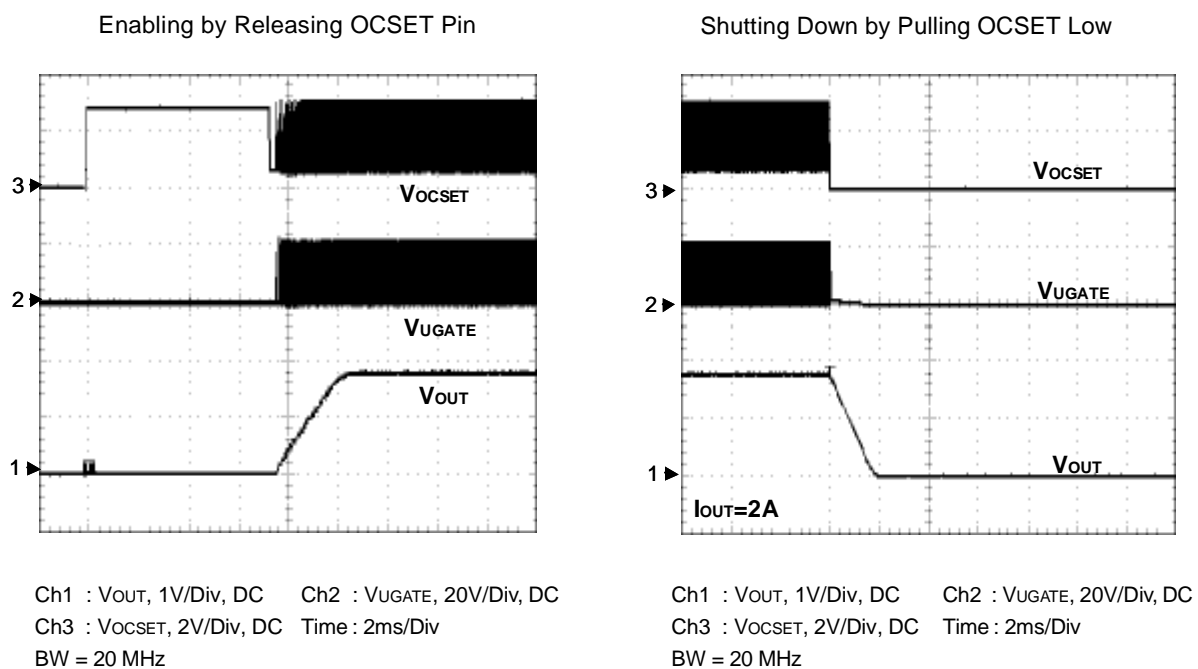 Enabling by Releasing OCSET Pin
3
VOCSET
2
VUGATE
VOUT
1
Ch1 : VOUT, 1V/Div, DC Ch2 : VUGATE, 20V/Div, DC
Ch3 : VOCSET, 2V/Div, DC Time : 2ms/Div
BW = 20 MHz
Shutting Down by Pulling OCSET Low
VOCSET
3
VUGATE
2
VOUT
1
IOUT=2A
Ch1 : VOUT, 1V/Div, DC Ch2 : VUGATE, 20V/Div, DC
Ch3 : VOCSET, 2V/Div, DC Time : 2ms/Div
BW = 20 MHz